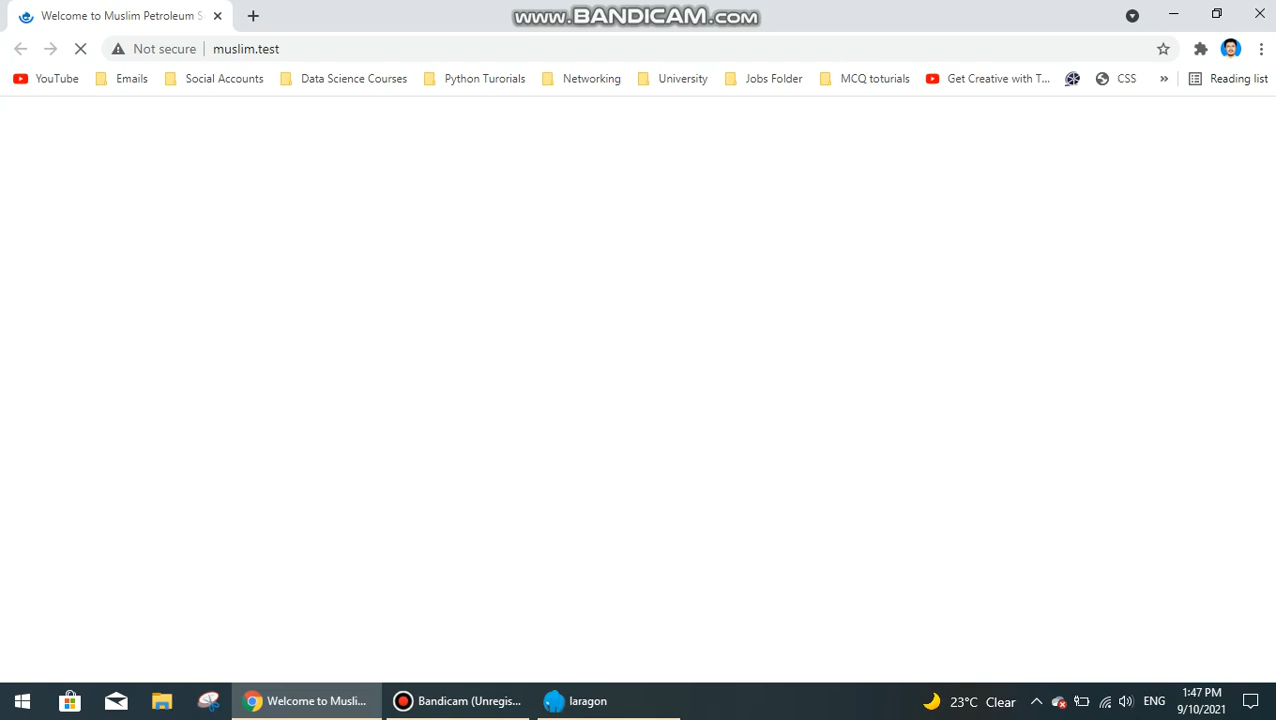 Welcome to Muslim Petroleum S
www.BANDICAM.com
Not secure
muslim.test
YouTube
Emails
Social Accounts
Data Science Courses
Python Turorials
Networking
University
Jobs Folder
MCQ toturials
Get Creative with T...
CSS
»
Reading list
Welcome to Musli...
Bandicam (Unregis...
laragon
23°C Clear
ENG
1:47 PM
9/10/2021